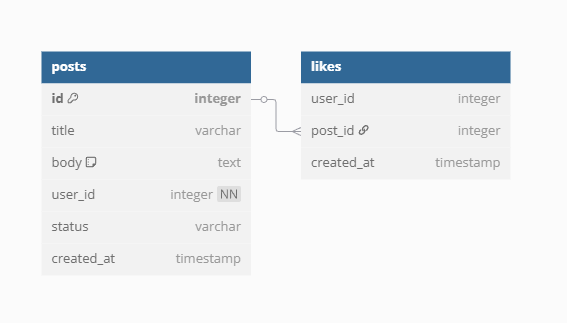 posts
id integer
title varchar
body text
user_id integer NN
status varchar
created_at timestamp
likes
user_id integer
post_id integer
created_at timestamp